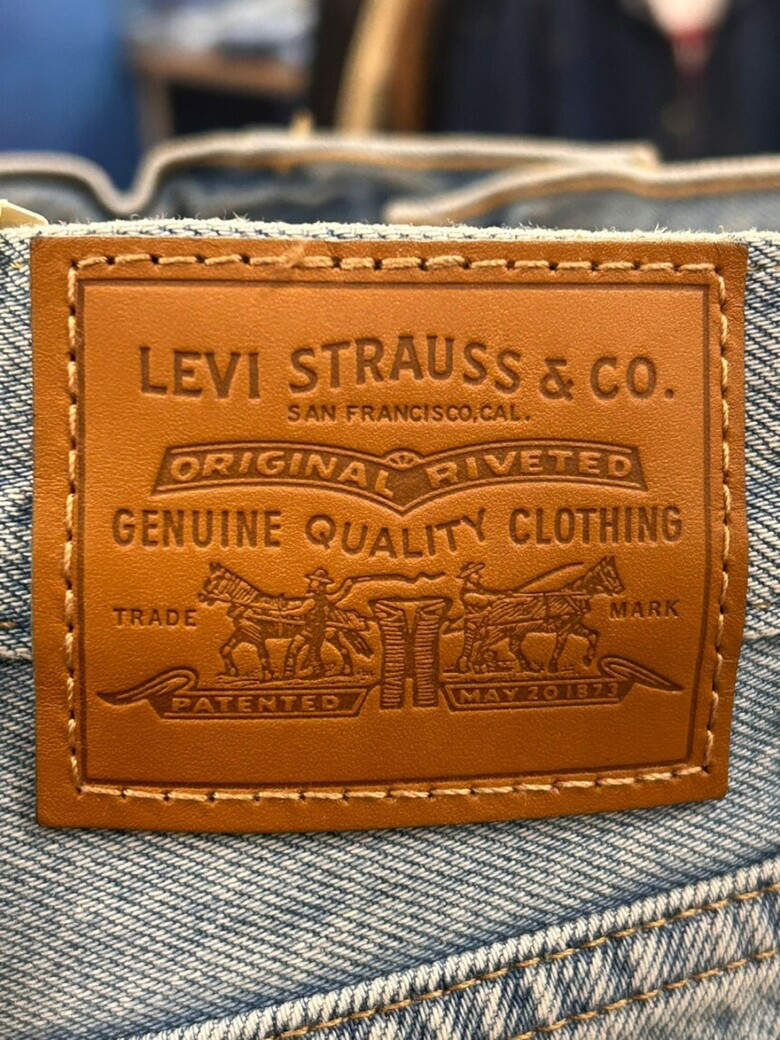 LEVI STRAUSS & CO.
SAN FRANCISCO,CAL.
ORIGINAL RIVETED
GENUINE QUALITY CLOTHING
TRADE MARK
PATENTED MAY 20 1873